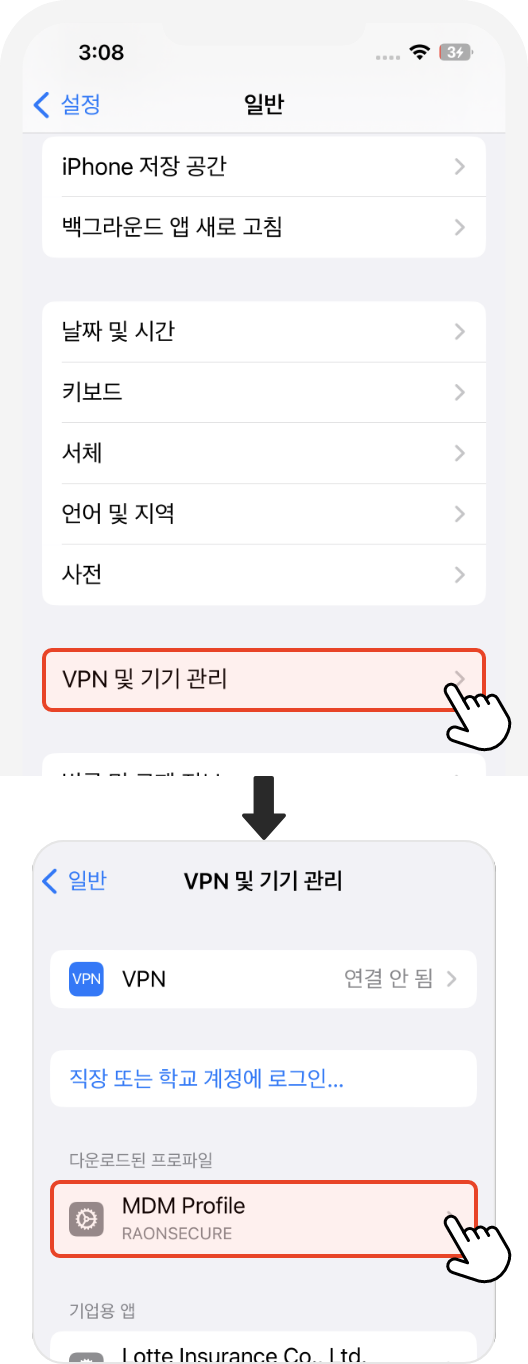 3:08
3
설정
일반
iPhone 저장 공간
백그라운드 앱 새로 고침
날짜 및 시간
키보드
서체
언어 및 지역
사전
VPN 및 기기 관리
일반
VPN 및 기기 관리
VPN
VPN
연결 안 됨
직장 또는 학교 계정에 로그인...
다운로드된 프로파일
MDM Profile
RAONSECURE
기업용 앱
Lotte Insurance Co., Ltd.